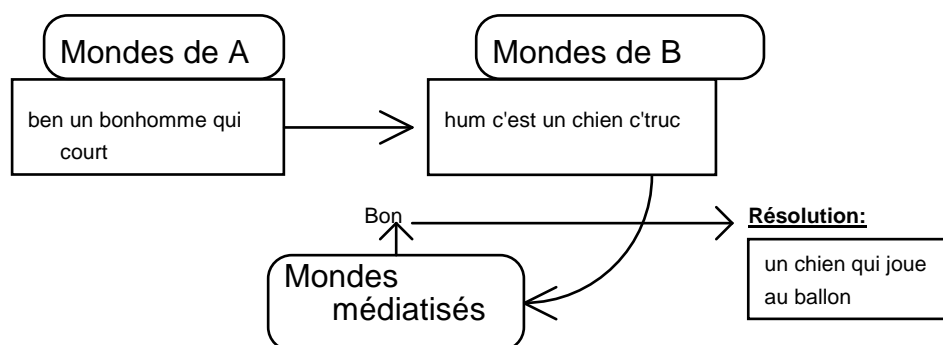 Mondes de A
Mondes de B
ben un bonhomme qui
court
hum c'est un chien c'truc
Bon
Résolution:
Mondes
médiatisés
un chien qui joue
au ballon